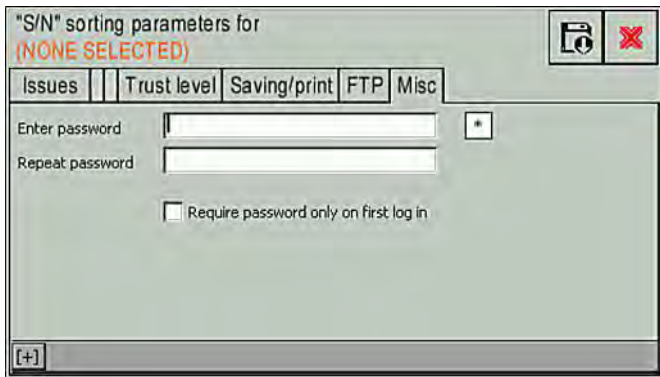 "S/N" sorting parameters for
(NONE SELECTED)
Issues Trust level Saving/print FTP Misc
Enter password *
Repeat password
Require password only on first log in
[+]